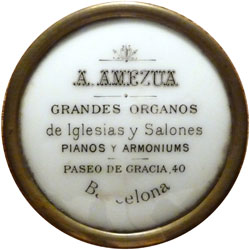 A. AMEZUA
GRANDES ORGANOS
de Iglesias y Salones
PIANOS Y ARMONIUMS
PASEO DE GRACIA, 40
Barcelona